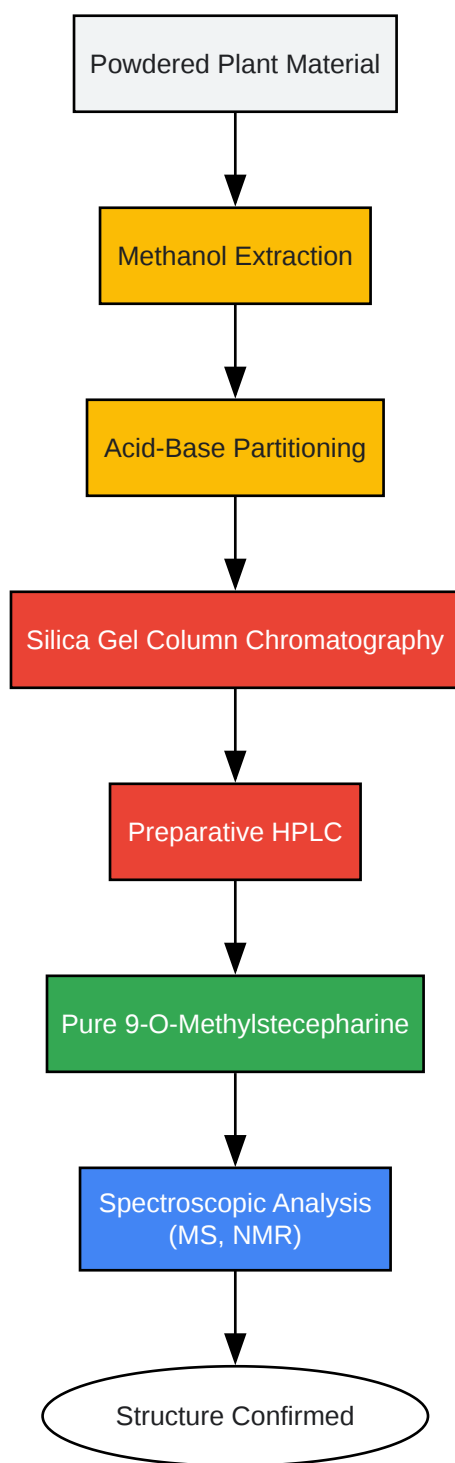 Powdered Plant Material
Methanol Extraction
Acid-Base Partitioning
Silica Gel Column Chromatography
Preparative HPLC
Pure 9-O-Methylstecepharine
Spectroscopic Analysis
(MS, NMR)
Structure Confirmed